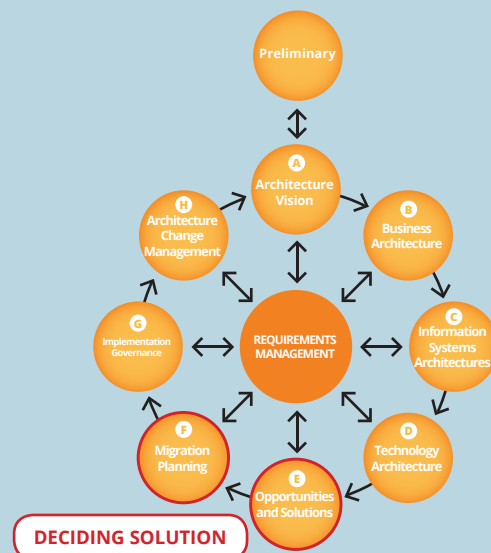 Preliminary
A
Architecture
Vision
B
Business
Architecture
C
Information
Systems
Architectures
D
Technology
Architecture
E
Opportunities
and Solutions
F
Migration
Planning
G
Implementation
Governance
H
Architecture
Change
Management
REQUIREMENTS
MANAGEMENT
DECIDING SOLUTION